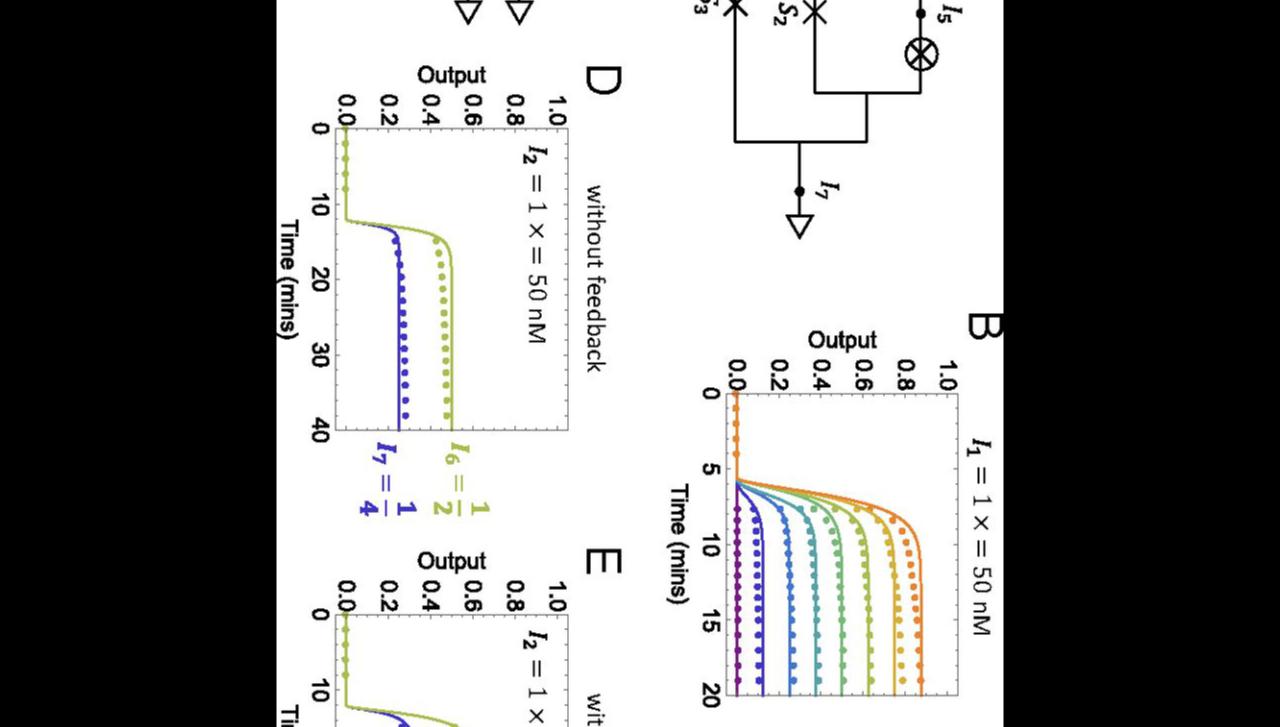 I5
S2
I7
B
I1 = 1 × = 50 nM
Output
1.0
0.8
0.6
0.4
0.2
0.0
0 5 10 15 20
Time (mins)
D
without feedback
I2 = 1 × = 50 nM
Output
1.0
0.8
0.6
0.4
0.2
0.0
0 10 20 30 40
Time (mins)
I6 = 1/2
I7 = 1/4
E
I2 = 1 ×
Output
1.0
0.8
0.6
0.4
0.2
0.0
0 10